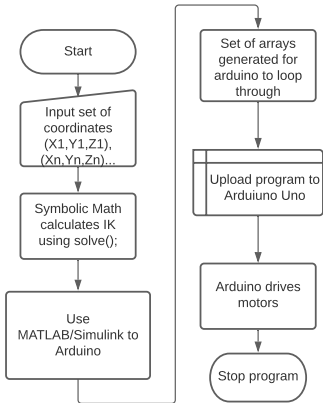 Start
Input set of
coordinates
(X1,Y1,Z1),
(Xn,Yn,Zn)...
Symbolic Math
calculates IK
using solve();
Use
MATLAB/Simulink to
Arduino
Set of arrays
generated for
arduino to loop
through
Upload program to
Arduiuno Uno
Arduino drives
motors
Stop program